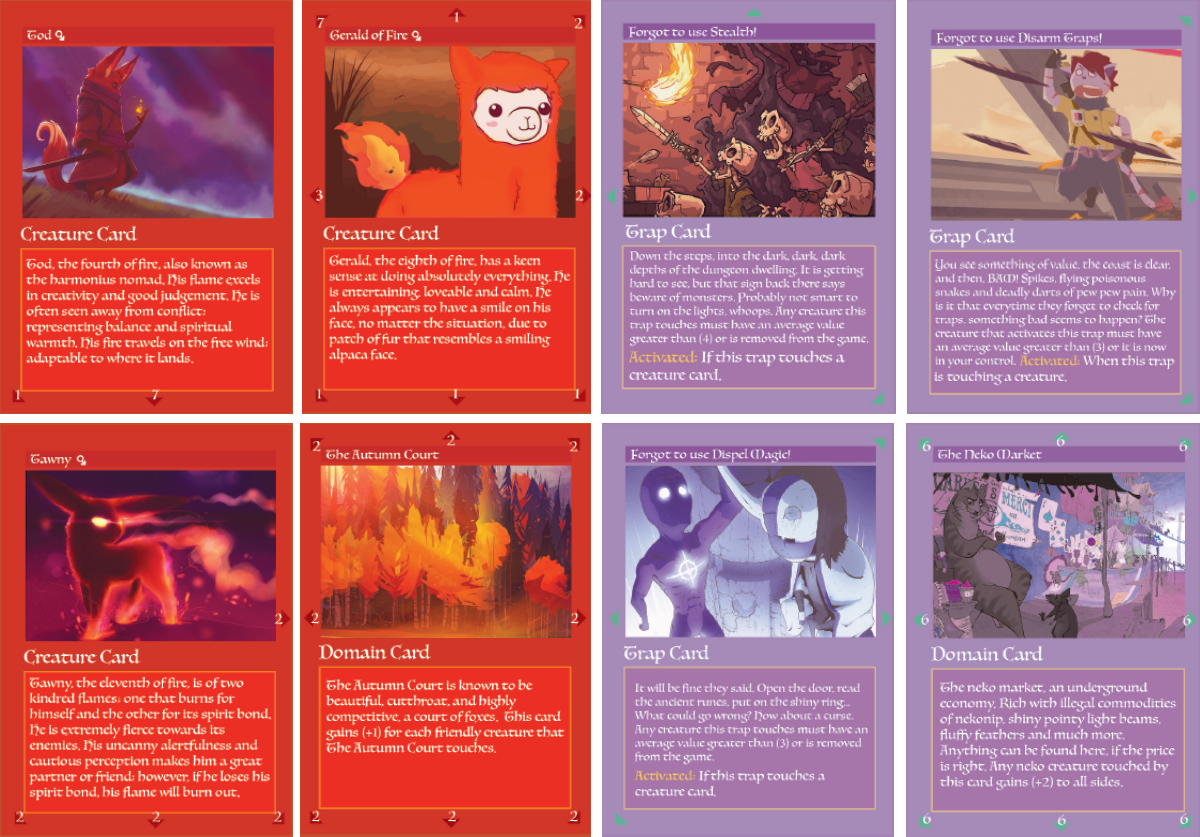 Tod
Creature Card
Tod, the fourth of fire, also known as
the harmonius nomad. His flame excels
in creativity and good judgement. He is
often seen away from conflict;
representing balance and spiritual
warmth. His fire travels on the free wind;
adaptable to where it lands.
1 7
7 1 2
Gerald of Fire
3 2
Creature Card
Gerald, the eighth of fire, has a keen
sense at doing absolutely everything. He
is entertaining, loveable and calm. He
always appears to have a smile on his
face, no matter the situation, due to
patch of fur that resembles a smiling
alpaca face.
1 1 1
Forgot to use Stealth!
Trap Card
Down the steps, into the dark, dark, dark
depths of the dungeon dwelling. It is getting
hard to see, but that sign back there says
beware of monsters. Probably not smart to
turn on the lights, whoops. Any creature this
trap touches must have an average value
greater than (4) or is removed from the game.
Activated: If this trap touches a
creature card.
Forgot to use Disarm Traps!
Trap Card
You see something of value, the coast is clear,
and then, BAM! Spikes, flying poisonous
snakes and deadly darts of pew pew pain. Why
is it that everytime they forget to check for
traps, something bad seems to happen? The
creature that activates this trap must have
an average value greater than (3) or it is now
in your control. Activated: When this trap
is touching a creature.
Tawny
2
Creature Card
Tawny, the eleventh of fire, is of two
kindred flames; one that burns for
himself and the other for its spirit bond.
He is extremely fierce towards its
enemies. His uncanny alertfulness and
cautious perception makes him a great
partner or friend; however, if he loses his
spirit bond, his flame will burn out.
2 2 2
2 2 2
The Autumn Court
2 2
Domain Card
The Autumn Court is known to be
beautiful, cutthroat, and highly
competitive, a court of foxes. This card
gains (+1) for each friendly creature that
The Autumn Court touches.
2 2 2
Forgot to use Dispel Magic!
Trap Card
It will be fine they said. Open the door, read
the ancient runes, put on the shiny ring...
What could go wrong? How about a curse.
Any creature this trap touches must have an
average value greater than (3) or is removed
from the game.
Activated: If this trap touches a
creature card.
6 6 6
The Neko Market
MERCI
6 6
Domain Card
The neko market, an underground
economy. Rich with illegal commodities
of nekonip, shiny pointy light beams,
fluffy feathers and much more.
Anything can be found here, if the price
is right. Any neko creature touched by
this card gains (+2) to all sides.
6 6 6